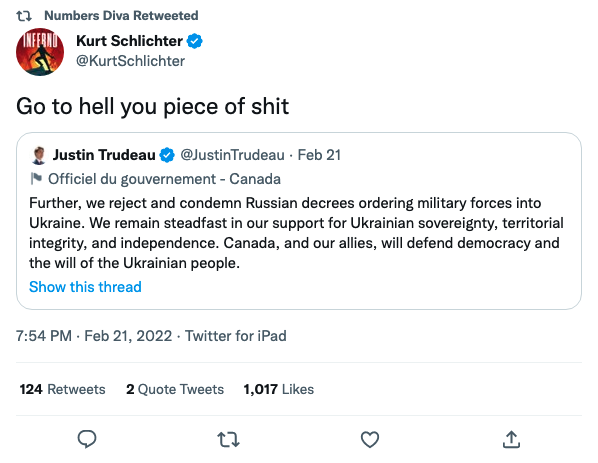 Numbers Diva Retweeted
INFERNO
Kurt Schlichter
@KurtSchlichter
Go to hell you piece of shit
Justin Trudeau @JustinTrudeau · Feb 21
Officiel du gouvernement - Canada
Further, we reject and condemn Russian decrees ordering military forces into
Ukraine. We remain steadfast in our support for Ukrainian sovereignty, territorial
integrity, and independence. Canada, and our allies, will defend democracy and
the will of the Ukrainian people.
Show this thread
7:54 PM · Feb 21, 2022 · Twitter for iPad
124 Retweets 2 Quote Tweets 1,017 Likes